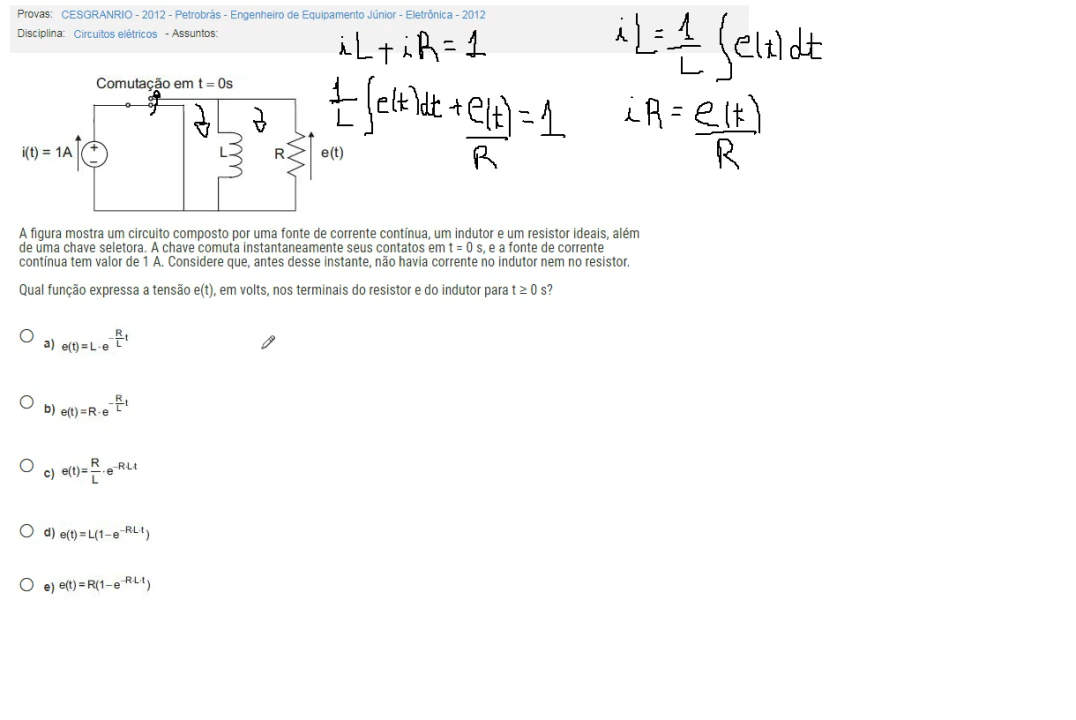 Provas: CESGRANRIO - 2012 - Petrobrás - Engenheiro de Equipamento Júnior - Eletrônica - 2012
Disciplina: Circuitos elétricos - Assuntos:
iL + iR = 1
iL = 1/L ∫e(t)dt
1/L ∫e(t)dt + e(t)/R = 1
iR = e(t)/R
Comutação em t = 0s
i(t) = 1A
+
−
L
R
e(t)
A figura mostra um circuito composto por uma fonte de corrente contínua, um indutor e um resistor ideais, além
de uma chave seletora. A chave comuta instantaneamente seus contatos em t = 0 s, e a fonte de corrente
contínua tem valor de 1 A. Considere que, antes desse instante, não havia corrente no indutor nem no resistor.
Qual função expressa a tensão e(t), em volts, nos terminais do resistor e do indutor para t ≥ 0 s?
a) e(t)=L·e^(-R/L t)
b) e(t)=R·e^(-R/L t)
c) e(t)=R/L·e^(-RLt)
d) e(t)=L(1-e^(-RL·t))
e) e(t)=R(1-e^(-RL·t))